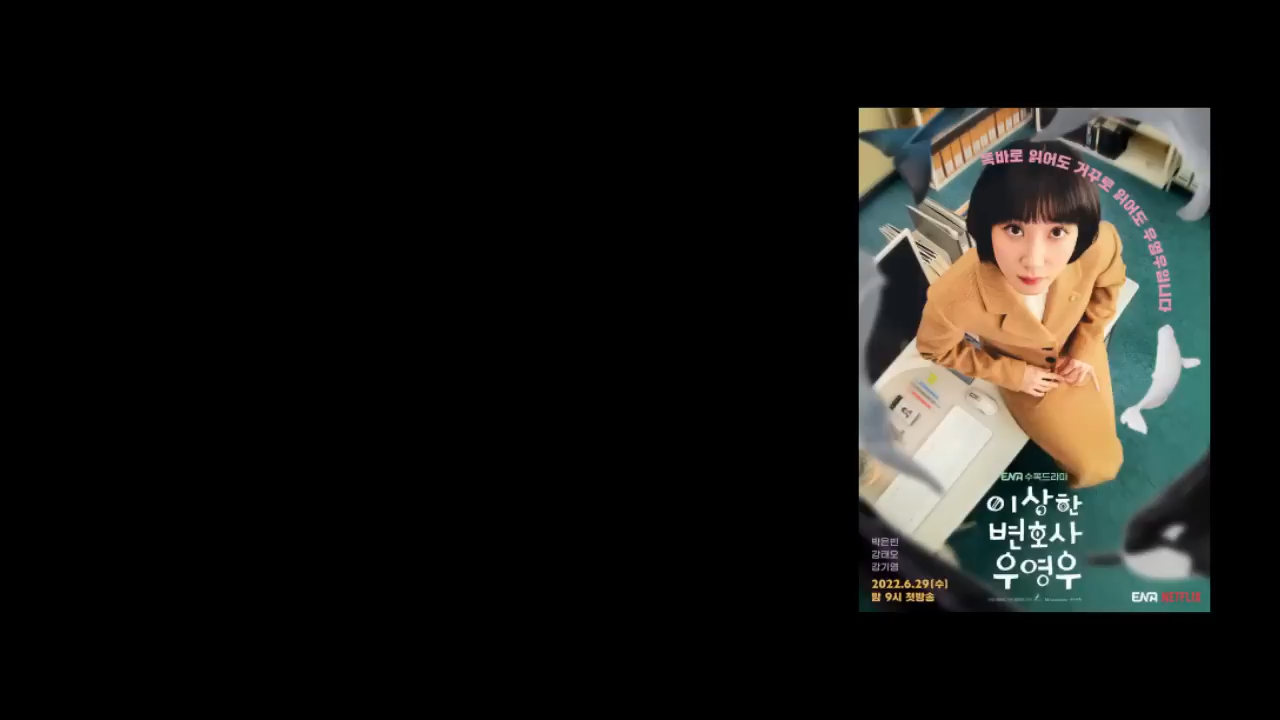 똑바로 읽어도 거꾸로 읽어도 우영우입니다
ENA 수목드라마
이상한
변호사
우영우
박은빈
강태오
강기영
2022.6.29(수)
밤 9시 첫방송
ENA NETFLIX